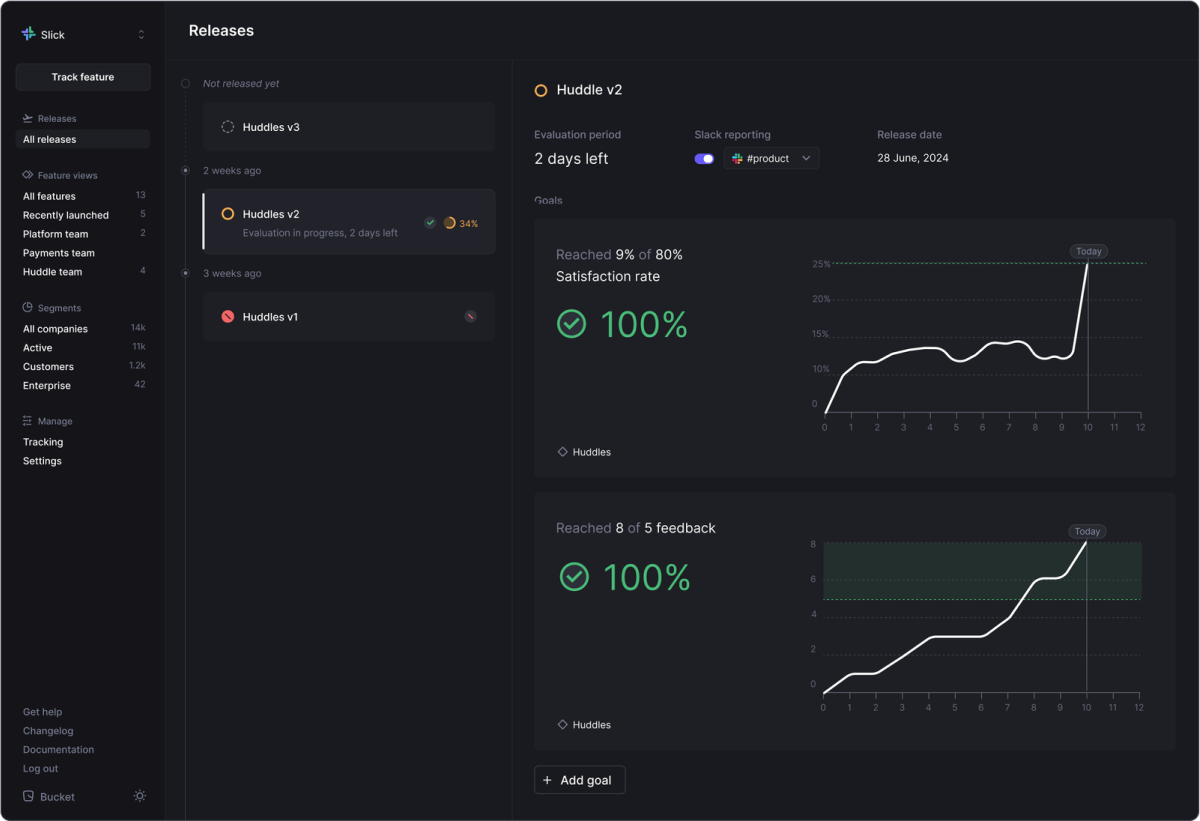 Slick
Track feature
Releases
All releases
Feature views
All features 13
Recently launched 5
Platform team 2
Payments team
Huddle team 4
Segments
All companies 14k
Active 11k
Customers 1.2k
Enterprise 42
Manage
Tracking
Settings
Get help
Changelog
Documentation
Log out
Bucket
Releases
Not released yet
Huddles v3
2 weeks ago
Huddles v2
Evaluation in progress, 2 days left
34%
3 weeks ago
Huddles v1
Huddle v2
Evaluation period
2 days left
Slack reporting
#product
Release date
28 June, 2024
Goals
Reached 9% of 80%
Satisfaction rate
100%
Huddles
Today
25%
20%
15%
10%
0
0 1 2 3 4 5 6 7 8 9 10 11 12
Reached 8 of 5 feedback
100%
Huddles
Today
8
6
4
2
0
0 1 2 3 4 5 6 7 8 9 10 11 12
+ Add goal